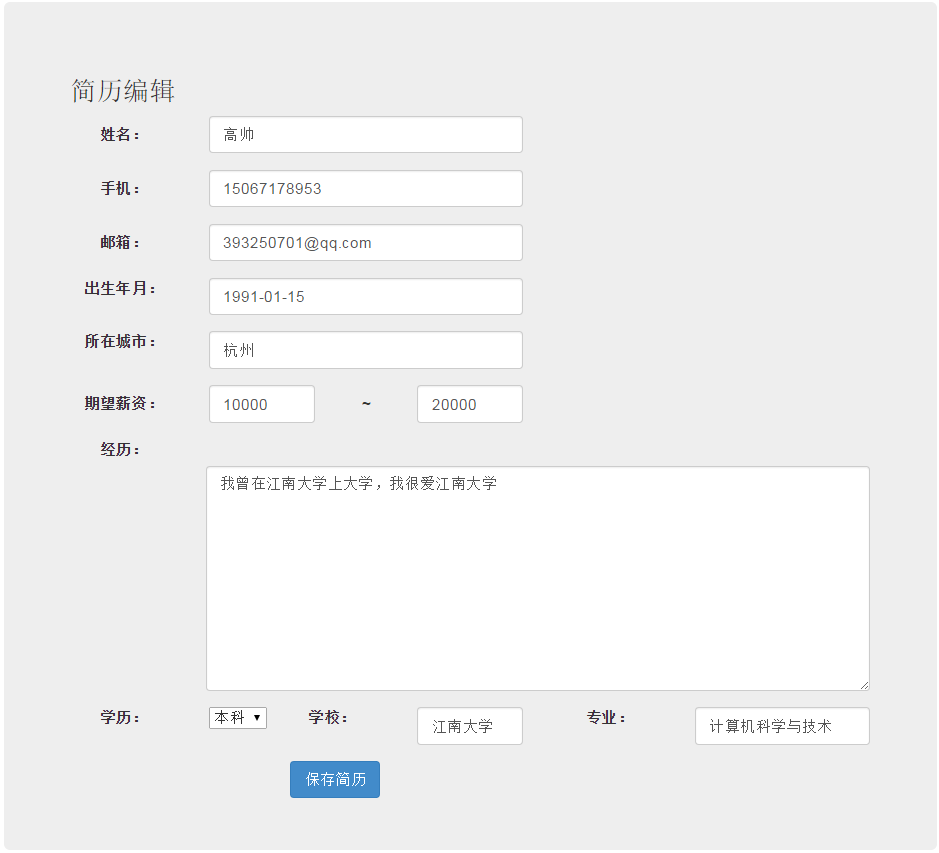 简历编辑
姓名： 高帅
手机： 15067178953
邮箱： 393250701@qq.com
出生年月： 1991-01-15
所在城市： 杭州
期望薪资： 10000 ~ 20000
经历：
我曾在江南大学上大学，我很爱江南大学
学历： 本科 学校： 江南大学 专业： 计算机科学与技术
保存简历